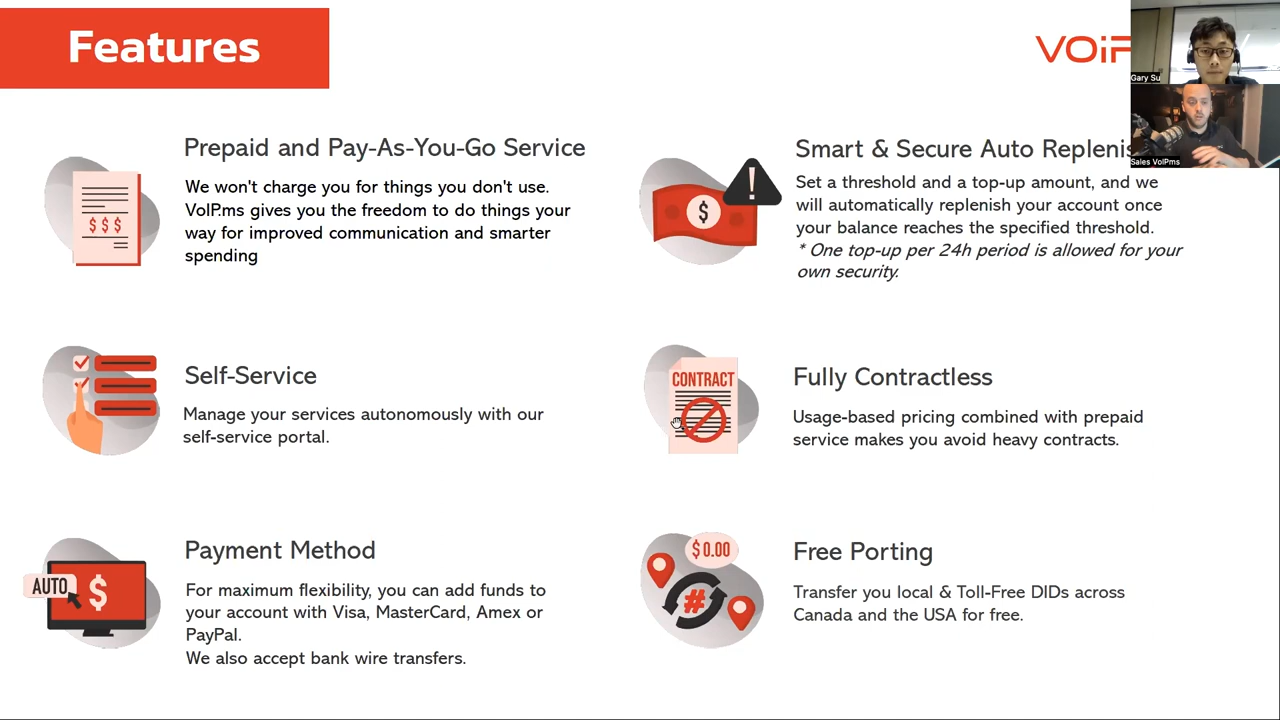 Features
VOiP
Gary Su
Sales VoIPms
Prepaid and Pay-As-You-Go Service
We won't charge you for things you don't use.
VoIP.ms gives you the freedom to do things your
way for improved communication and smarter
spending
$ $ $
Smart & Secure Auto Replenis
Set a threshold and a top-up amount, and we
will automatically replenish your account once
your balance reaches the specified threshold.
* One top-up per 24h period is allowed for your
own security.
$
!
Self-Service
Manage your services autonomously with our
self-service portal.
CONTRACT
Fully Contractless
Usage-based pricing combined with prepaid
service makes you avoid heavy contracts.
AUTO
$
Payment Method
For maximum flexibility, you can add funds to
your account with Visa, MasterCard, Amex or
PayPal.
We also accept bank wire transfers.
$ 0.00
#
Free Porting
Transfer you local & Toll-Free DIDs across
Canada and the USA for free.